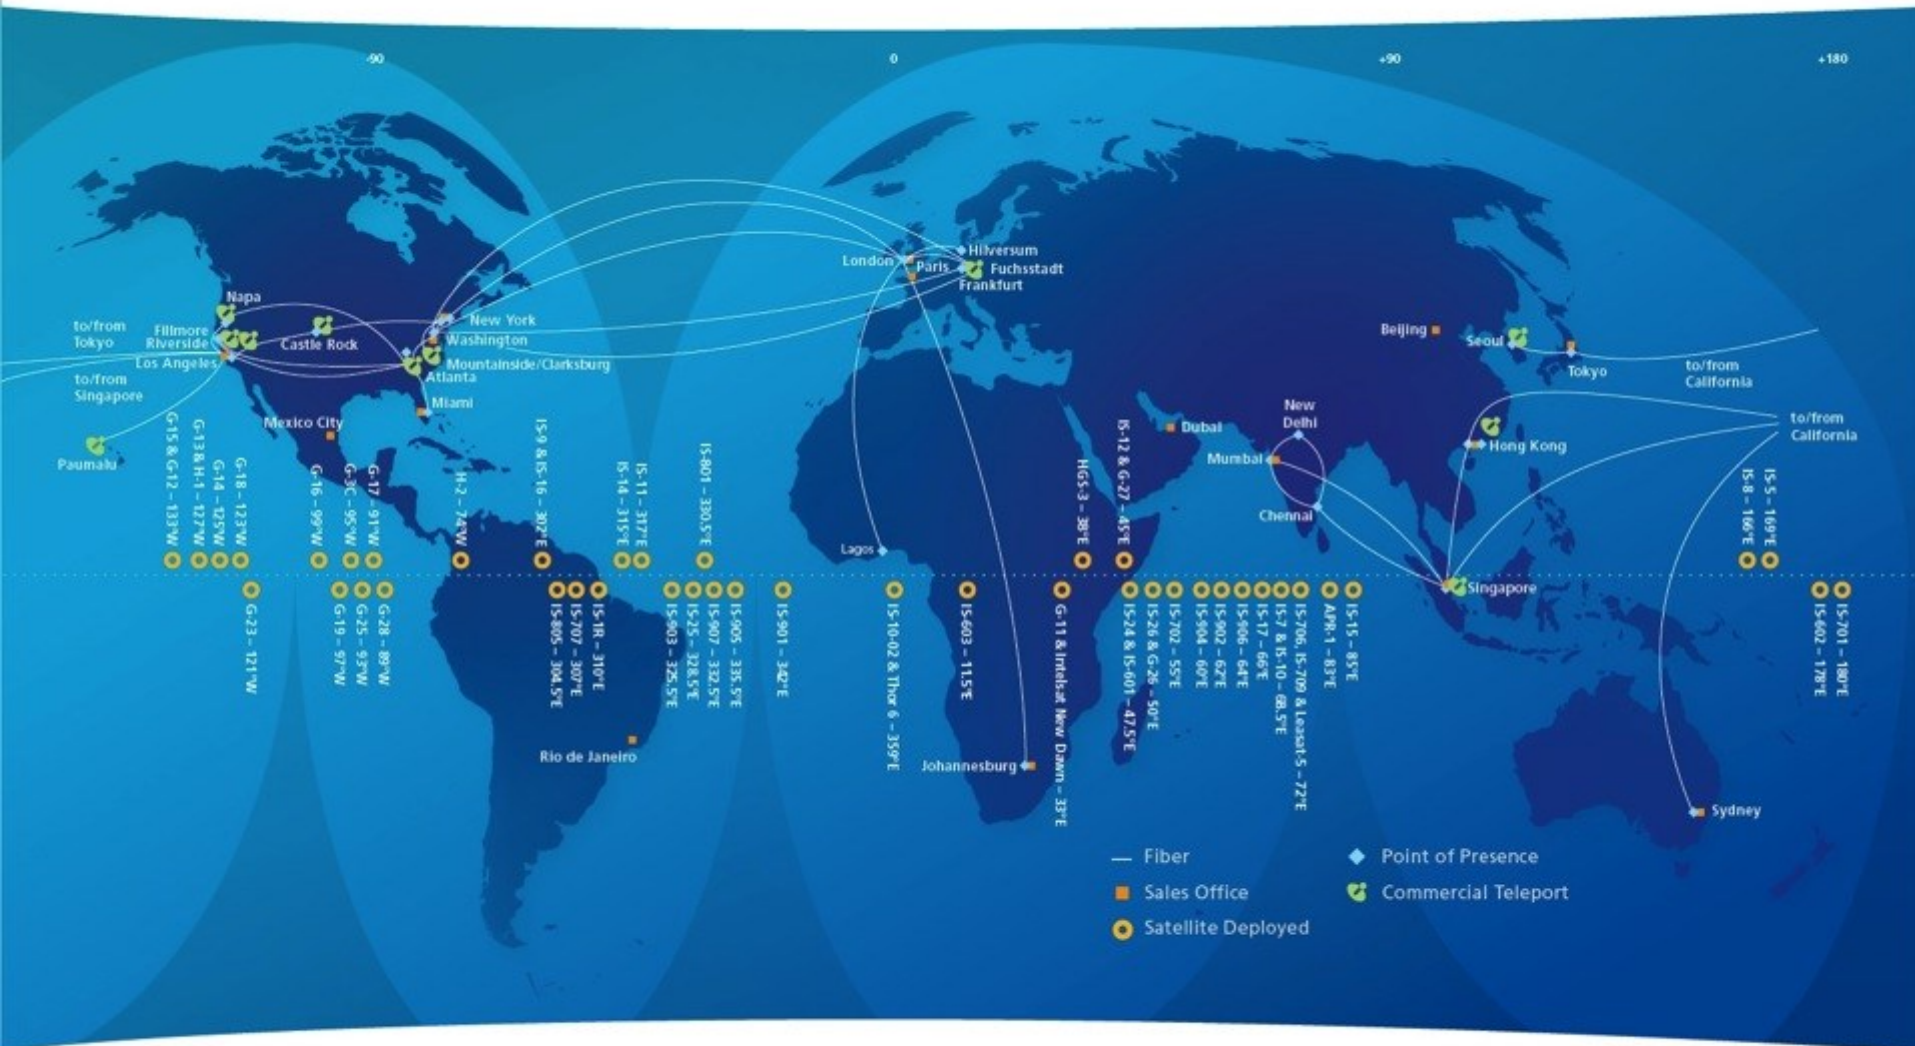 -90
0
+90
+180
Hilversum
London
Paris
Fuchsstadt
Frankfurt
Napa
to/from
Tokyo
Fillmore
Riverside
Los Angeles
Castle Rock
New York
Washington
Mountainside/Clarksburg
Atlanta
to/from
Singapore
Miami
Mexico City
Paumalu
Beijing
Seoul
Tokyo
to/from
California
to/from
California
New
Delhi
Dubai
Mumbai
Hong Kong
Chennai
Lagos
Singapore
G-15 & G-12 – 133°W
G-13 & H-1 – 127°W
G-14 – 125°W
G-18 – 123°W
G-16 – 99°W
G-3C – 95°W
G-17 – 91°W
H-2 – 74°W
IS-9 & IS-16 – 302°E
IS-14 – 315°E
IS-11 – 317°E
IS-801 – 330.5°E
HGS-3 – 38°E
IS-12 & G-27 – 45°E
IS-8 – 166°E
IS-5 – 169°E
G-23 – 121°W
G-19 – 97°W
G-25 – 93°W
G-28 – 89°W
IS-805 – 304.5°E
IS-707 – 307°E
IS-1R – 310°E
IS-903 – 325.5°E
IS-25 – 328.5°E
IS-907 – 332.5°E
IS-905 – 335.5°E
IS-901 – 342°E
IS-10-02 & Thor 6 – 359°E
IS-603 – 11.5°E
G-11 & Intelsat New Dawn – 33°E
IS-24 & IS-601 – 47.5°E
IS-26 & G-26 – 50°E
IS-702 – 55°E
IS-904 – 60°E
IS-902 – 62°E
IS-906 – 64°E
IS-17 – 66°E
IS-7 & IS-10 – 68.5°E
IS-706, IS-709 & Leasat-5 – 72°E
APR-1 – 83°E
IS-15 – 85°E
IS-602 – 178°E
IS-701 – 180°E
Rio de Janeiro
Johannesburg
Sydney
Fiber
Point of Presence
Sales Office
Commercial Teleport
Satellite Deployed